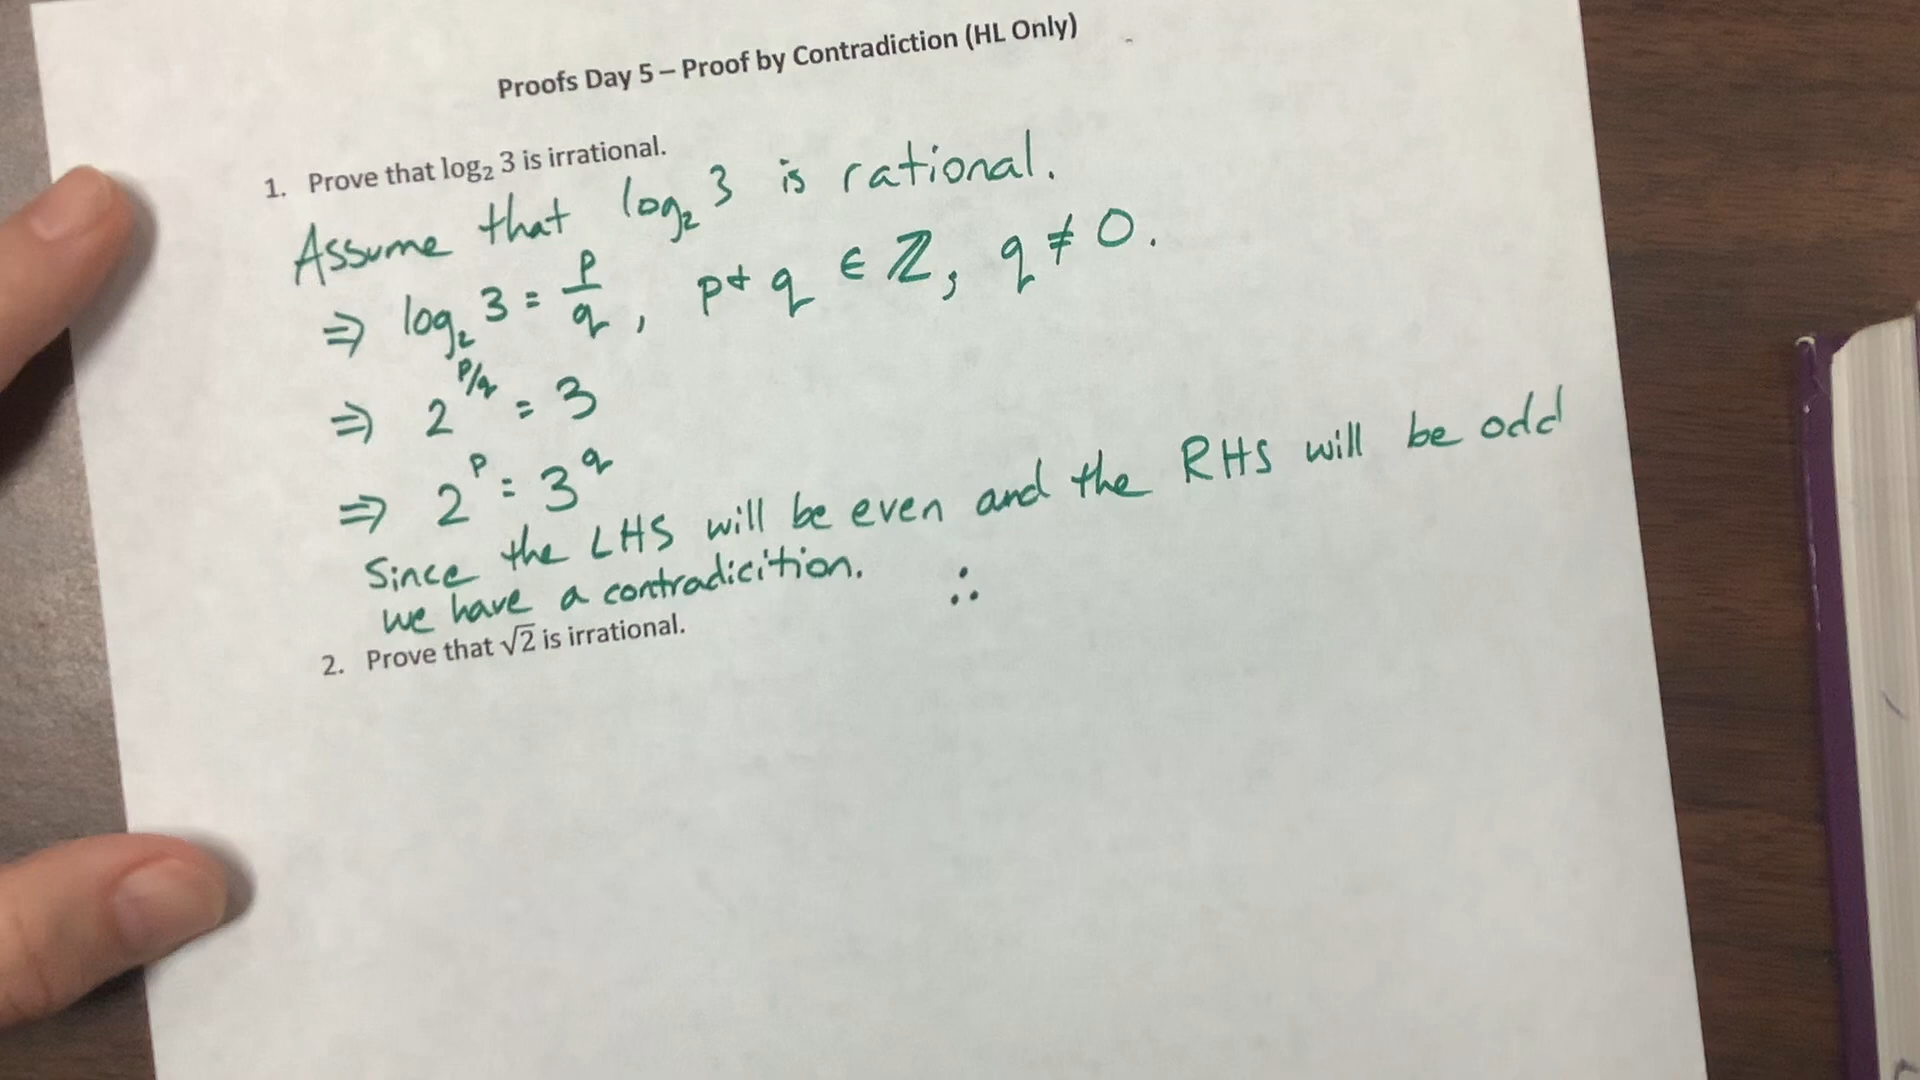 Proofs Day 5 – Proof by Contradiction (HL Only)
1. Prove that log₂ 3 is irrational.
Assume that log₂ 3 is rational.
⇒ log₂ 3 = p/q, p & q ∈ ℤ, q ≠ 0.
⇒ 2^(p/q) = 3
⇒ 2^p = 3^q
Since the LHS will be even and the RHS will be odd
we have a contradicition. ∴
2. Prove that √2 is irrational.